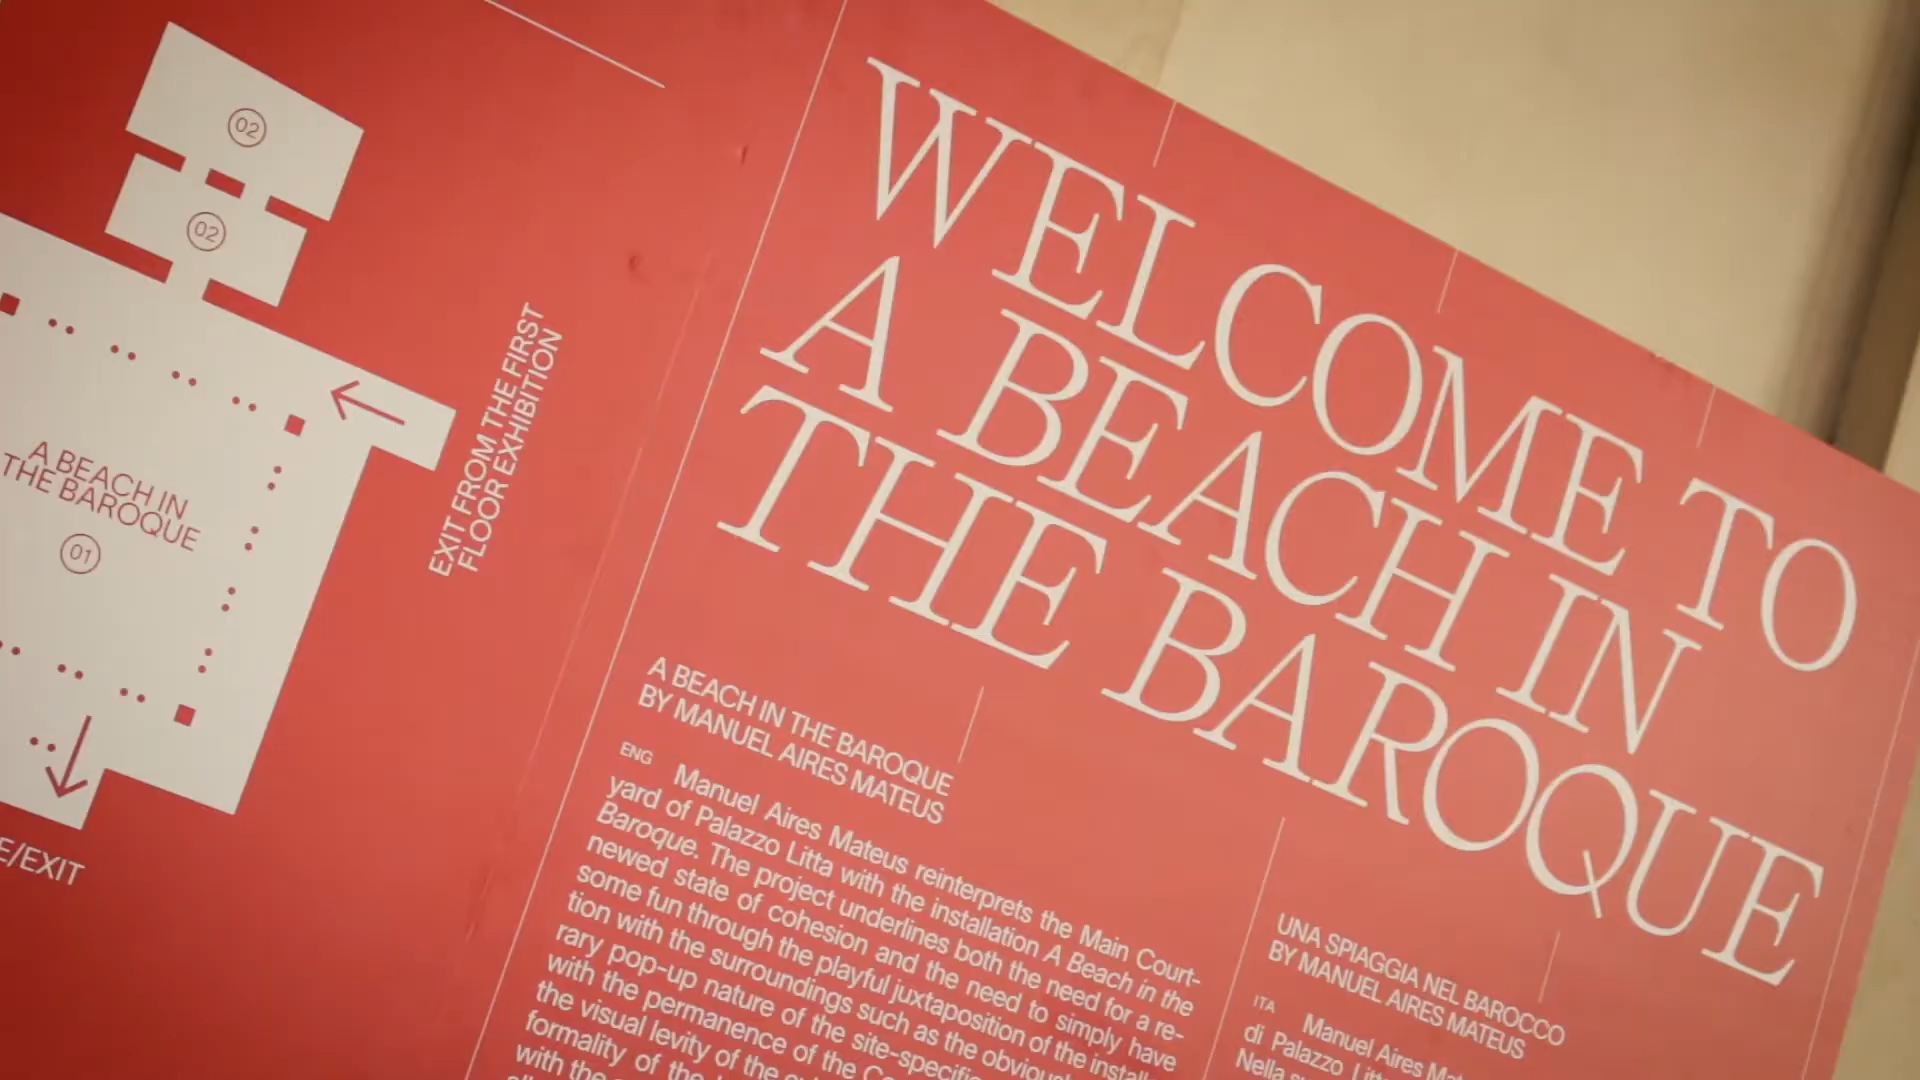 02
02
A BEACH IN
THE BAROQUE
01
E/EXIT
EXIT FROM THE FIRST
FLOOR EXHIBITION
WELCOME TO
A BEACH IN
THE BAROQUE
A BEACH IN THE BAROQUE
BY MANUEL AIRES MATEUS
ENG Manuel Aires Mateus reinterprets the Main Court-
yard of Palazzo Litta with the installation A Beach in the
Baroque. The project underlines both the need for a re-
newed state of cohesion and the need to simply have
some fun through the playful juxtaposition of the install-
tion with the surroundings such as the obvious
rary pop-up nature of the site-specific
with the permanence of the
the visual levity of the
formality of the
with the
UNA SPIAGGIA NEL BAROCCO
BY MANUEL AIRES MATEUS
ITA Manuel Aires
di Palazzo
Nella